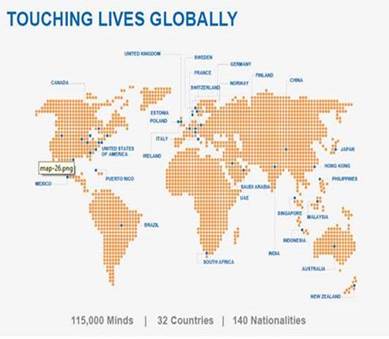 TOUCHING LIVES GLOBALLY
UNITED KINGDOM
SWEDEN
GERMANY
FRANCE
FINLAND
CANADA
SWITZERLAND
NORWAY
CHINA
ESTONIA
POLAND
ITALY
UNITED STATES
OF AMERICA
IRELAND
JAPAN
HONG KONG
map-26.png
PUERTO RICO
PHILIPPINES
MEXICO
SAUDI ARABIA
UAE
SINGAPORE
MALAYSIA
BRAZIL
INDONESIA
INDIA
SOUTH AFRICA
AUSTRALIA
NEW ZEALAND
115,000 Minds | 32 Countries | 140 Nationalities